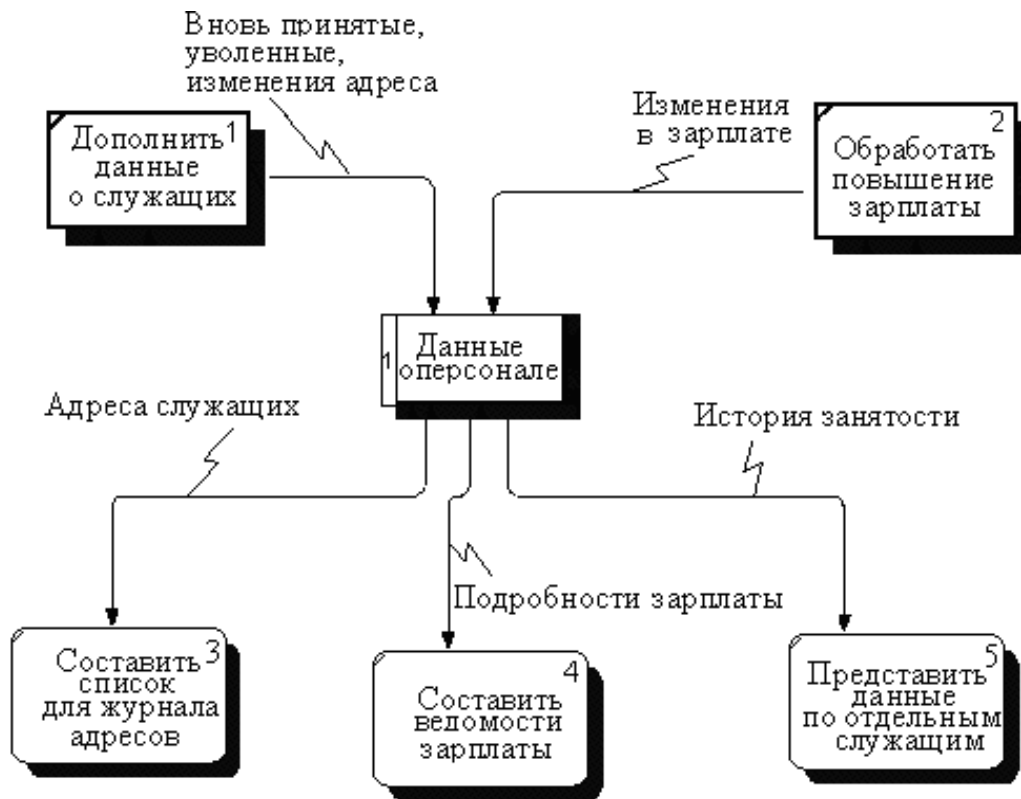 Вновь принятые,
уволенные,
изменения адреса
Изменения
в зарплате
Дополнить 1
данные
о служащих
2
Обработать
повышение
зарплаты
1
Данные
оперсонале
Адреса служащих
История занятости
Подробности зарплаты
Составить 3
список
для журнала
адресов
4
Составить
ведомости
зарплаты
5
Представить
данные
по отдельным
служащим